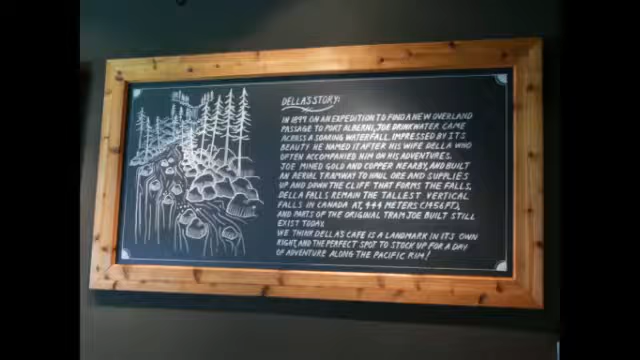 DELLA'S STORY:
IN 1899 ON AN EXPEDITION TO FIND A NEW OVERLAND
PASSAGE TO PORT ALBERNI, JOE DRINKWATER CAME
ACROSS A SOARING WATERFALL. IMPRESSED BY ITS
BEAUTY HE NAMED IT AFTER HIS WIFE DELLA WHO
OFTEN ACCOMPANIED HIM ON HIS ADVENTURES.
JOE MINED GOLD AND COPPER NEARBY, AND BUILT
AN AERIAL TRAMWAY TO HAUL ORE AND SUPPLIES
UP AND DOWN THE CLIFF THAT FORMS THE FALLS.
DELLA FALLS REMAIN THE TALLEST VERTICAL
FALLS IN CANADA AT, 444 METERS
AND PARTS OF THE ORIGINAL TRAM JOE BUILT STILL
EXIST TODAY.
WE THINK DELLA'S CAFE IS A LANDMARK IN ITS OWN
RIGHT, AND THE PERFECT SPOT TO STOCK UP FOR A DAY
OF ADVENTURE ALONG THE PACIFIC RIM!